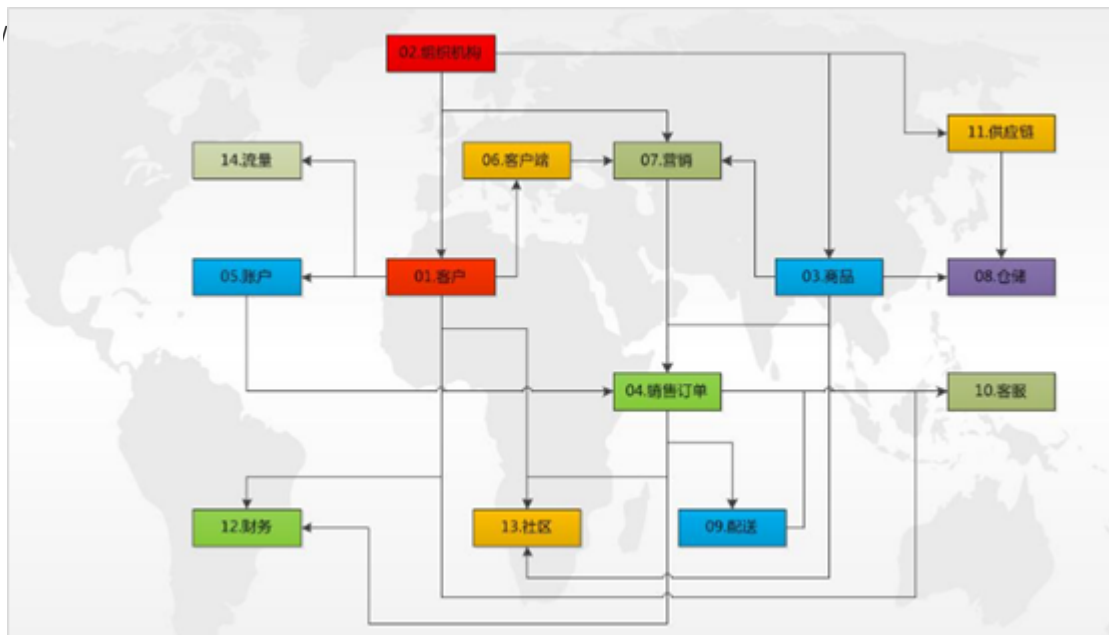 02.组织机构
11.供应链
14.流量
06.客户端
07.营销
05.账户
01.客户
03.商品
08.仓储
04.销售订单
10.客服
12.财务
13.社区
09.配送